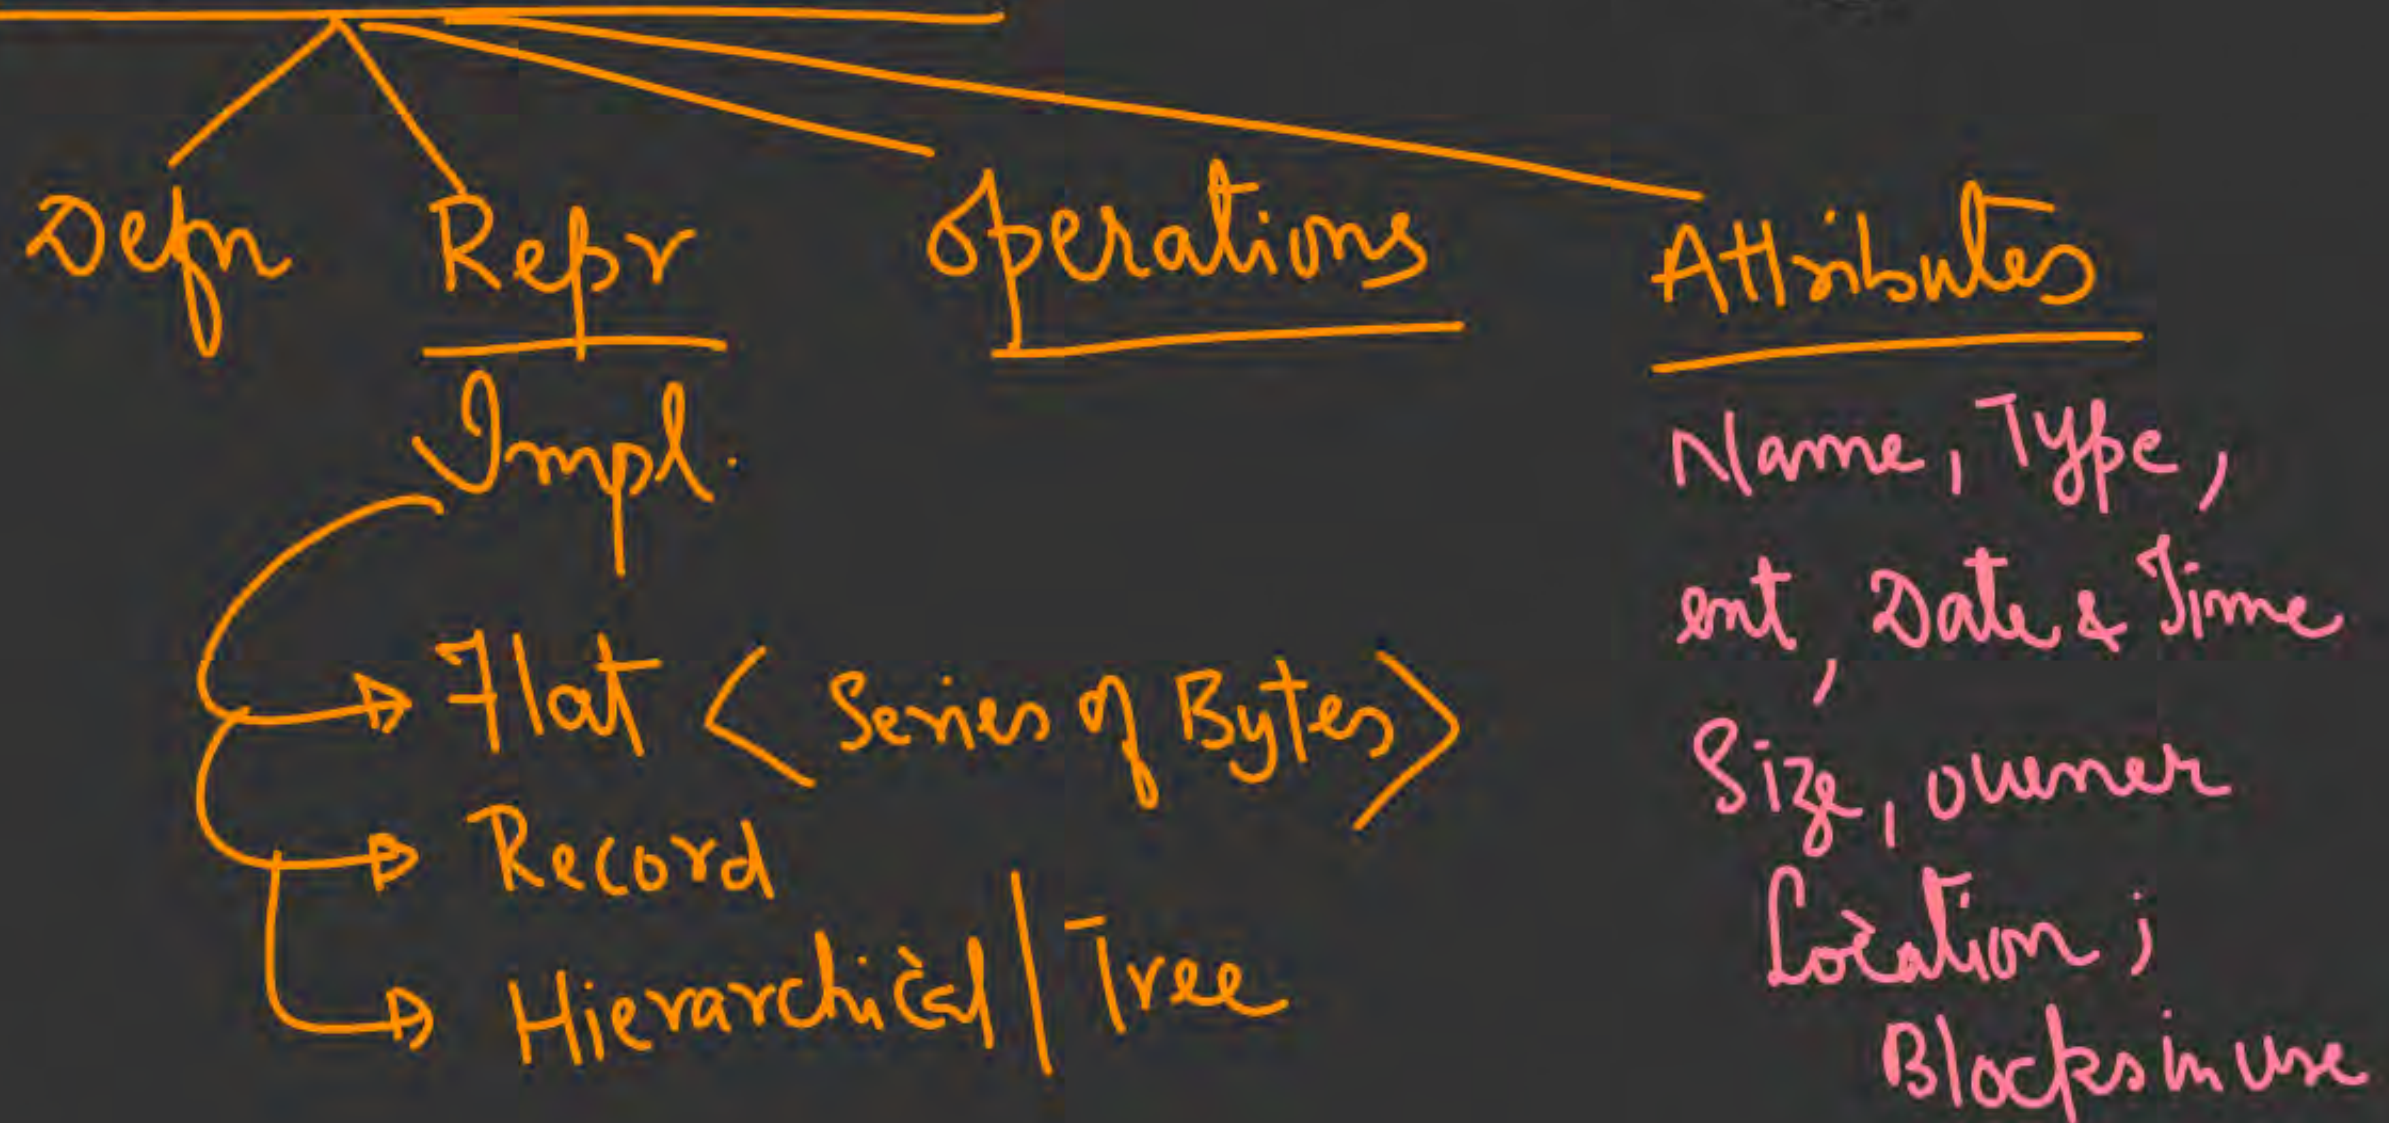 Defn Repr Operations Attributes
Impl.
Name, Type,
ent, Date & Time
Flat < Series of Bytes >
Size, owner
Record
Location ;
Hierarchical | Tree
Blocks in use